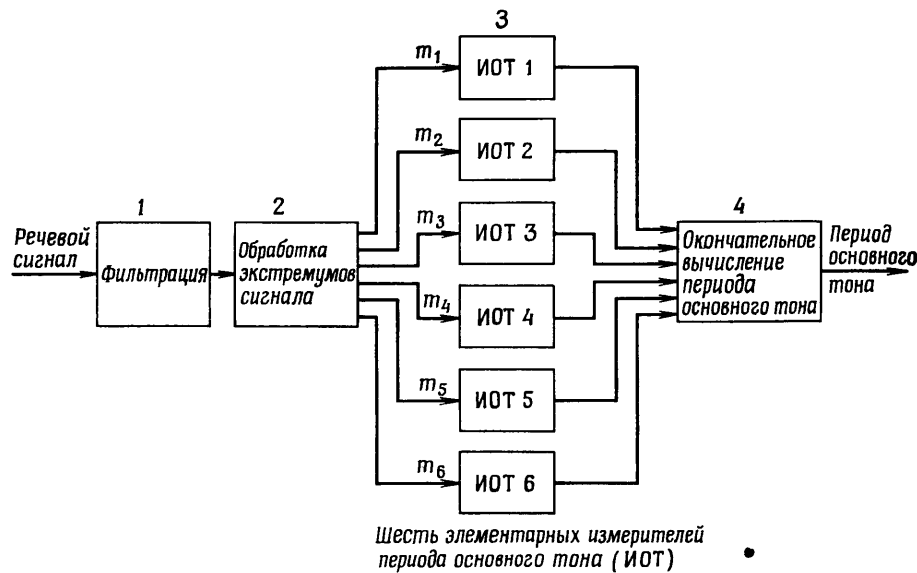 3
m₁
ИОТ 1
m₂
ИОТ 2
1
2
m₃
ИОТ 3
4
Речевой
сигнал
Фильтрация
Обработка
экстремумов
сигнала
Окончательное
вычисление
периода
основного тона
Период
основного
тона
m₄
ИОТ 4
m₅
ИОТ 5
m₆
ИОТ 6
Шесть элементарных измерителей
периода основного тона (ИОТ)